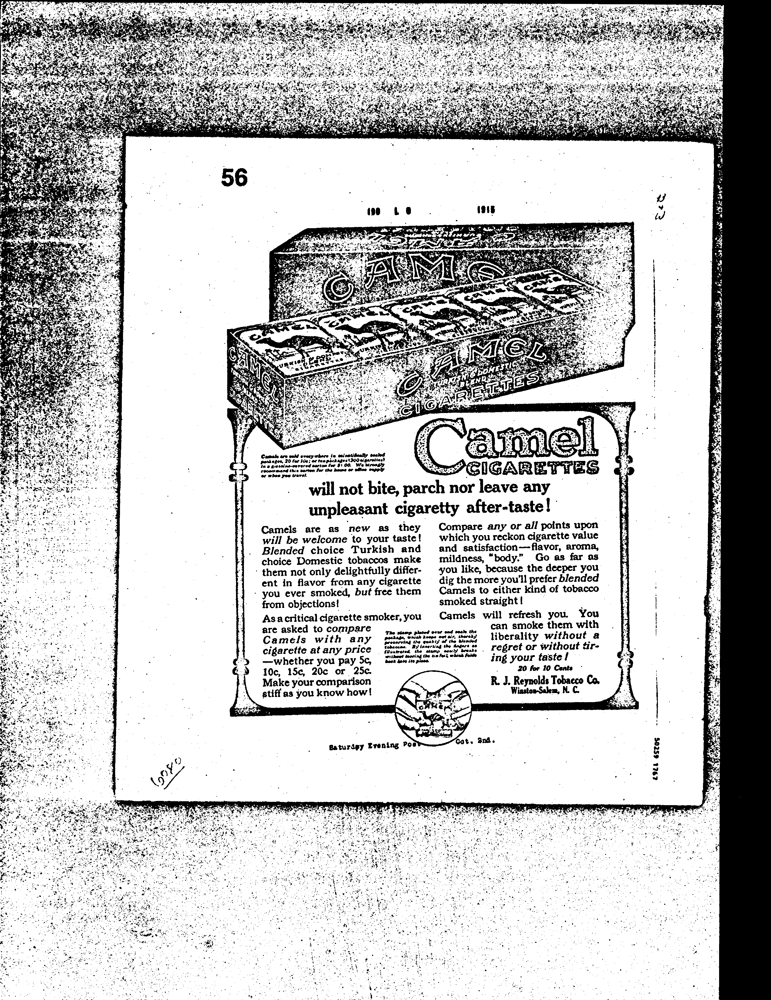 56
1915
CAMEL
CAMEL
CAMEL
CIGARETTES
Camel
CIGARETTES
Camels are sold everywhere in scientifically sealed
packages, 20 for 10c; or ten packages (200 cigarettes)
in a glassine-covered carton for $1.00. We strongly
recommend this carton for the home or office supply
or when you travel.
will not bite, parch nor leave any
unpleasant cigaretty after-taste!
Camels are as new as they
will be welcome to your taste!
Blended choice Turkish and
choice Domestic tobaccos make
them not only delightfully differ-
ent in flavor from any cigarette
you ever smoked, but free them
from objections!
As a critical cigarette smoker, you
are asked to compare
Camels with any
cigarette at any price
—whether you pay 5c,
10c, 15c, 20c or 25c.
Make your comparison
stiff as you know how!
The stamp placed over end seals the
package, which keeps out air, thereby
preserving the quality of the blended
tobaccos. By inserting the fingers as
illustrated the stamp easily breaks
without tearing the tin foil, which folds
back into its place.
Compare any or all points upon
which you reckon cigarette value
and satisfaction—flavor, aroma,
mildness, "body." Go as far as
you like, because the deeper you
dig the more you'll prefer blended
Camels to either kind of tobacco
smoked straight!
Camels will refresh you. You
can smoke them with
liberality without a
regret or without tir-
ing your taste!
20 for 10 Cents
R. J. Reynolds Tobacco Co.
Winston-Salem, N. C.
Saturday Evening Post Oct. 2nd.
50259 1767